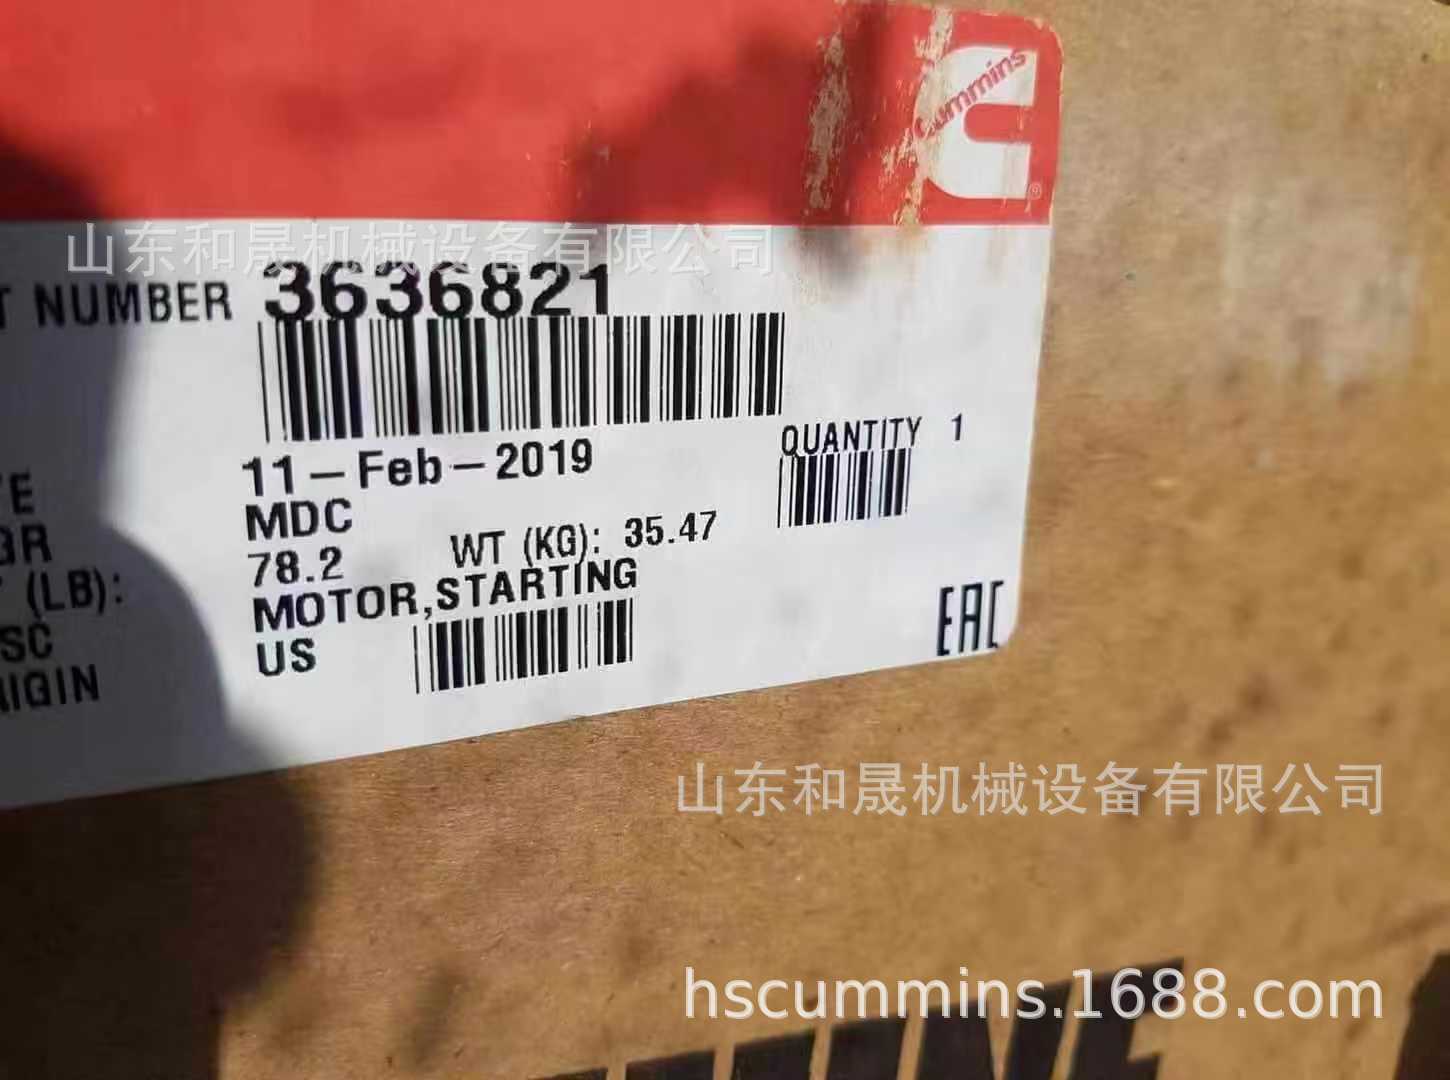 Cummins
®
山东和晟机械设备有限公司
T NUMBER 3636821
11-Feb-2019
QUANTITY 1
MDC
78.2 WT (KG): 35.47
(LB):
MOTOR,STARTING
US
EAC
山东和晟机械设备有限公司
hscummins.1688.com